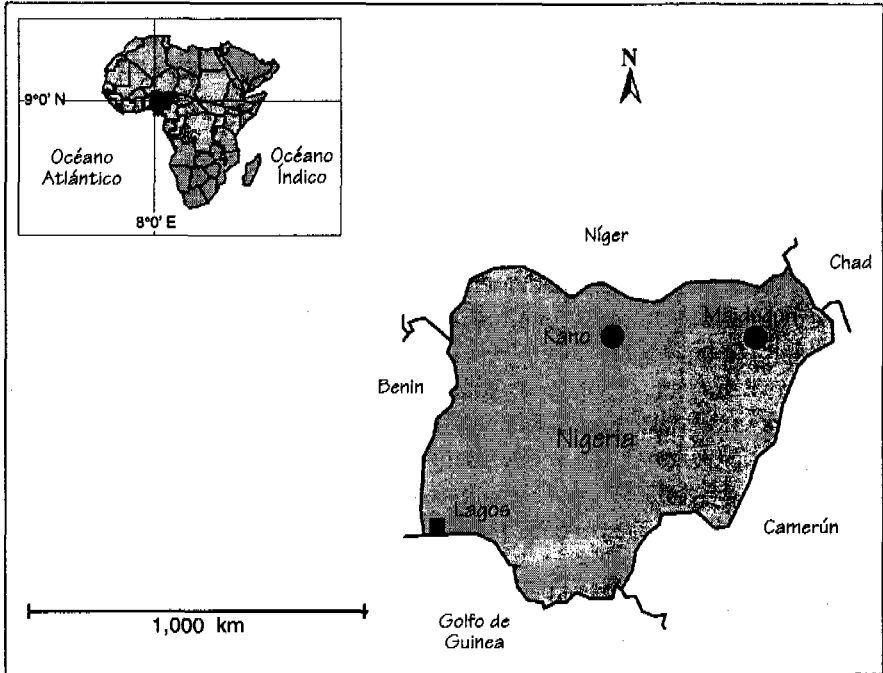 N
9°0' N
Océano
Atlántico
Océano
Índico
8°0' E
Níger
Chad
Maiduguri
Kano
Benin
Nigeria
Lagos
Camerún
1,000 km
Golfo de
Guinea